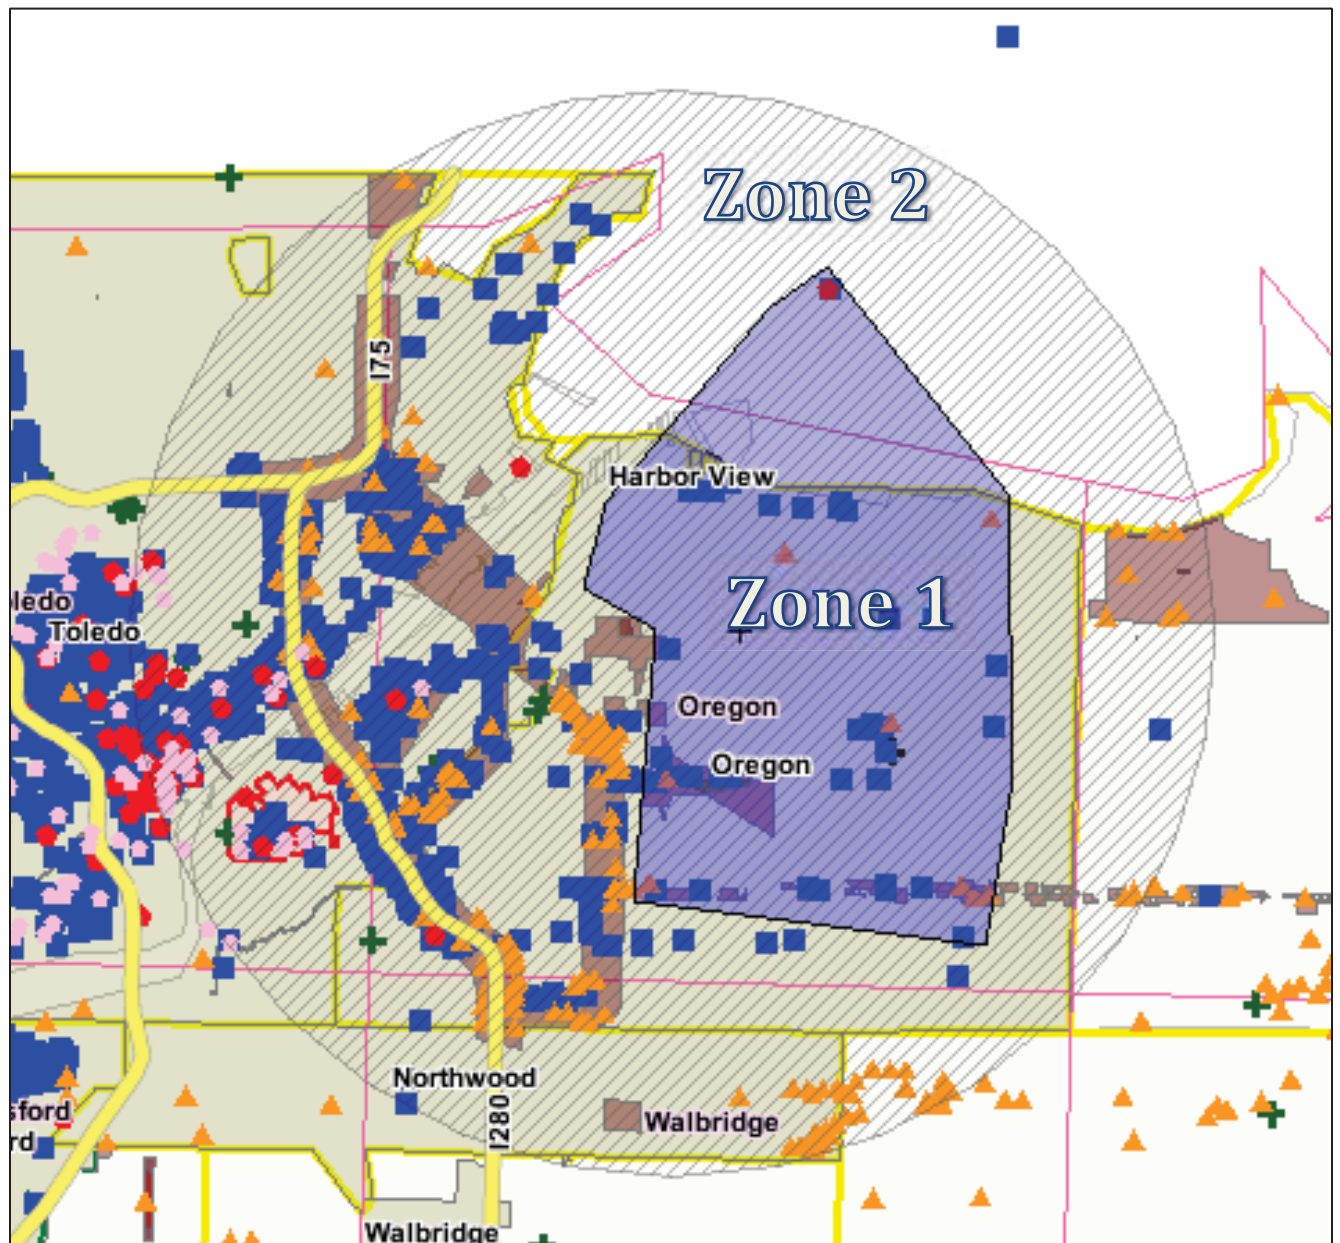 Zone 2
I75
Harbor View
Zone 1
ledo
Toledo
Oregon
Oregon
Northwood
I280
sford
Walbridge
rd
Walbridge